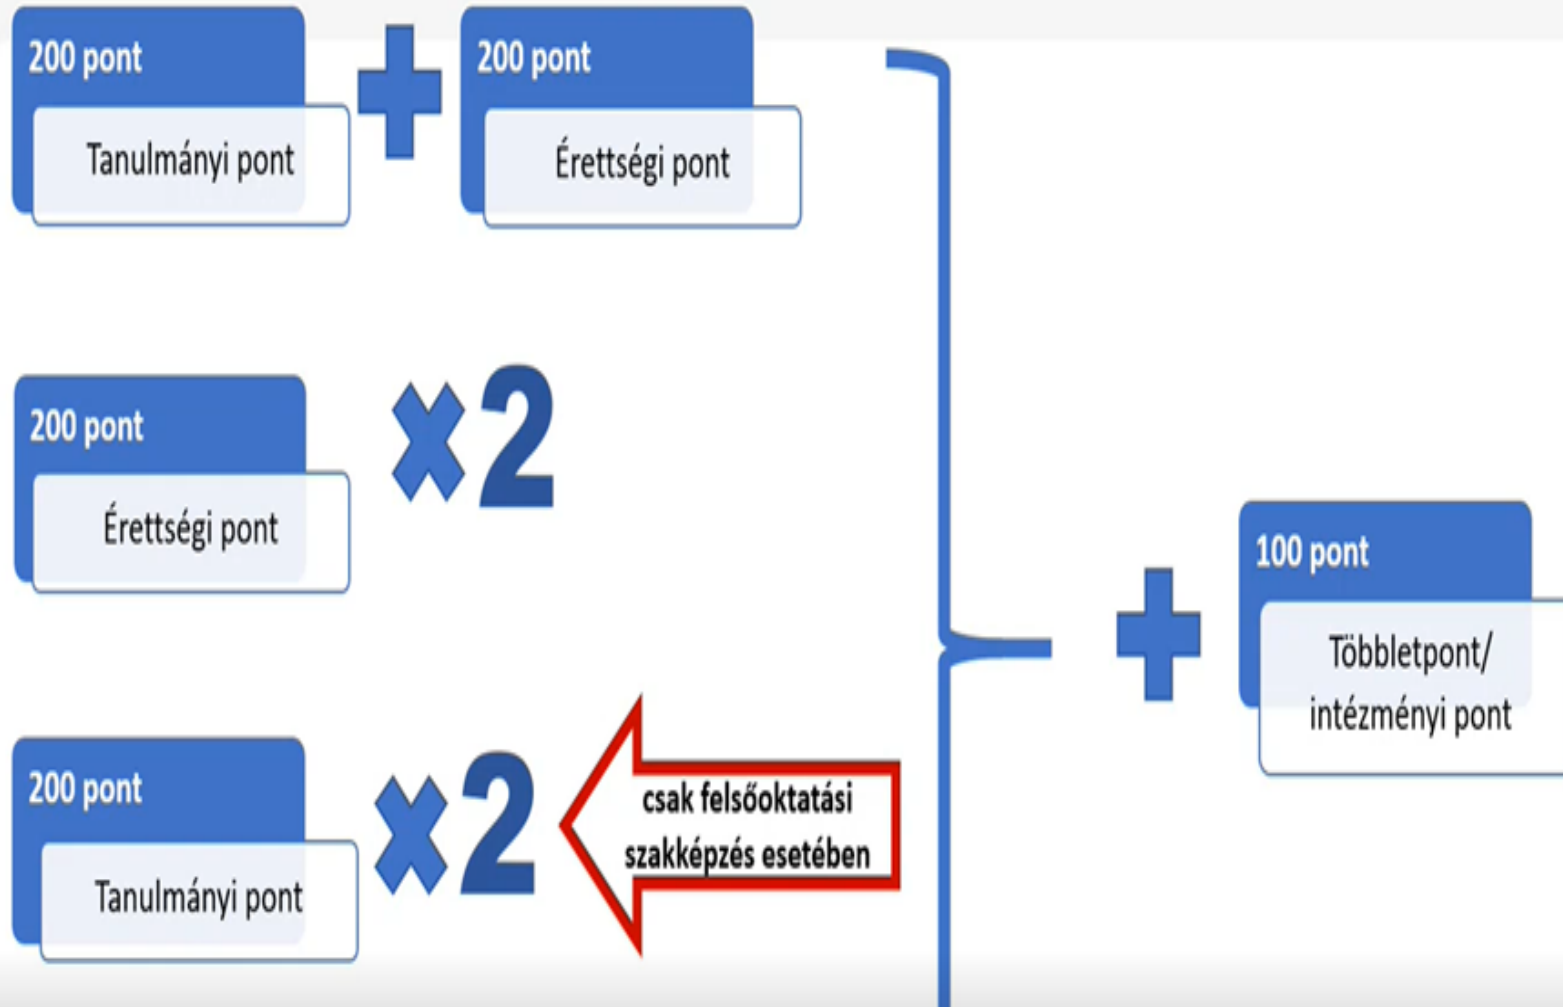 200 pont
Tanulmányi pont
200 pont
Érettségi pont
200 pont
Érettségi pont
×2
200 pont
Tanulmányi pont
×2
csak felsőoktatási
szakképzés esetében
100 pont
Többletpont/
intézményi pont